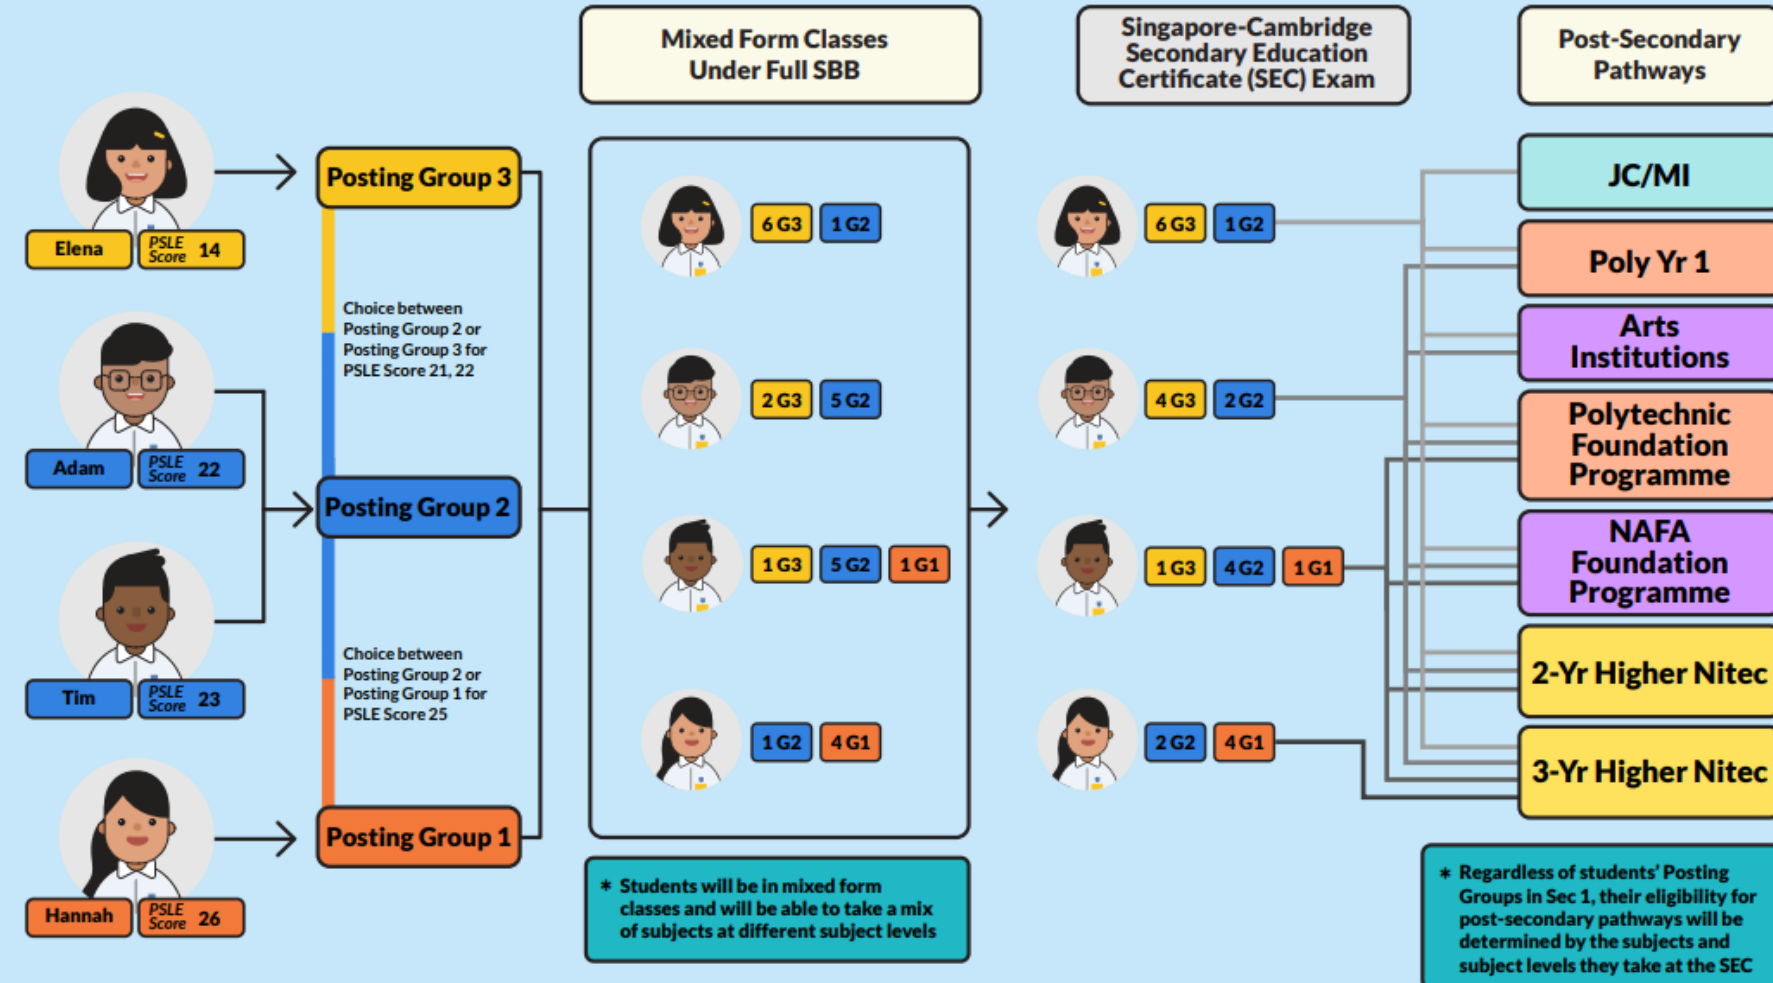 Mixed Form Classes
Under Full SBB
Singapore-Cambridge
Secondary Education
Certificate (SEC) Exam
Post-Secondary
Pathways
Elena
PSLE
Score 14
Adam
PSLE
Score 22
Tim
PSLE
Score 23
Hannah
PSLE
Score 26
Posting Group 3
Choice between
Posting Group 2 or
Posting Group 3 for
PSLE Score 21, 22
Posting Group 2
Choice between
Posting Group 2 or
Posting Group 1 for
PSLE Score 25
Posting Group 1
6 G3 1 G2
2 G3 5 G2
1 G3 5 G2 1 G1
1 G2 4 G1
* Students will be in mixed form
classes and will be able to take a mix
of subjects at different subject levels
6 G3 1 G2
4 G3 2 G2
1 G3 4 G2 1 G1
2 G2 4 G1
JC/MI
Poly Yr 1
Arts
Institutions
Polytechnic
Foundation
Programme
NAFA
Foundation
Programme
2-Yr Higher Nitec
3-Yr Higher Nitec
* Regardless of students' Posting
Groups in Sec 1, their eligibility for
post-secondary pathways will be
determined by the subjects and
subject levels they take at the SEC